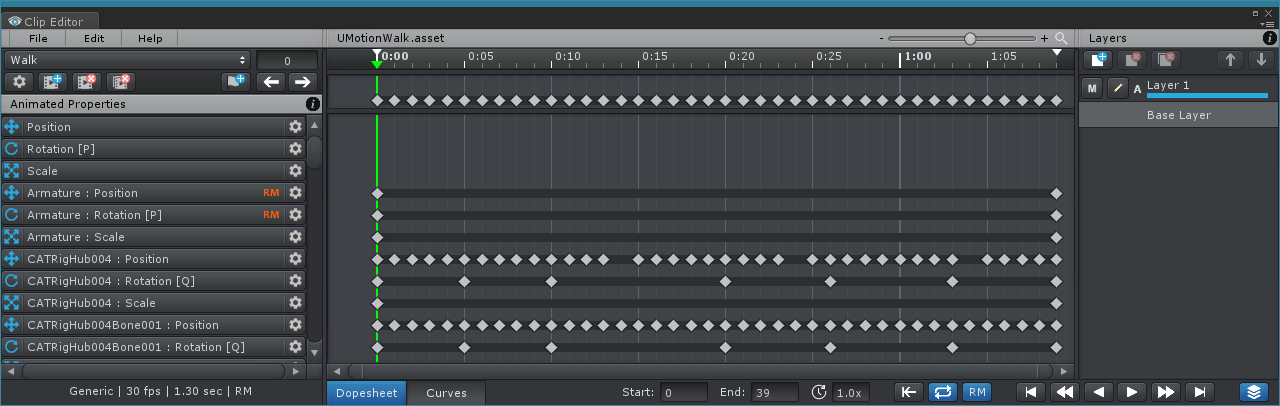 Clip Editor
File Edit Help
UMotionWalk.asset
- +
Layers
Walk 0
0:00 0:05 0:10 0:15 0:20 0:25 1:00 1:05
Animated Properties
M A Layer 1
Base Layer
Position
Rotation [P]
Scale
Armature : Position RM
Armature : Rotation [P] RM
Armature : Scale
CATRigHub004 : Position
CATRigHub004 : Rotation [Q]
CATRigHub004 : Scale
CATRigHub004Bone001 : Position
CATRigHub004Bone001 : Rotation [Q]
Generic | 30 fps | 1.30 sec | RM
Dopesheet Curves Start: 0 End: 39 1.0x RM